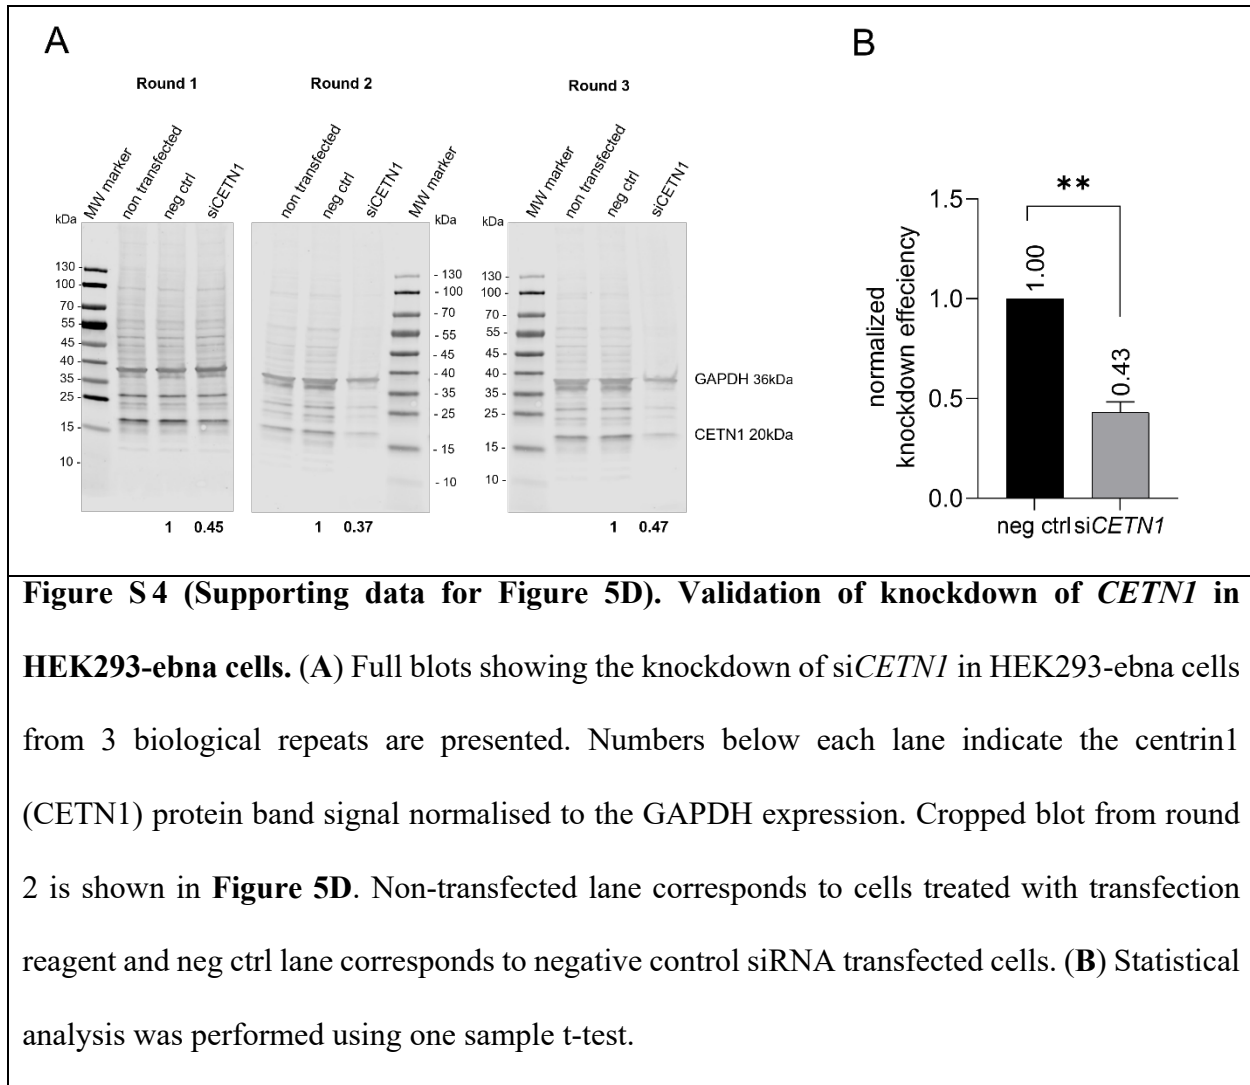 A
B
Round 1
Round 2
Round 3
MW marker
non transfected
neg ctrl
siCETN1
non transfected
neg ctrl
siCETN1
MW marker
MW marker
non transfected
neg ctrl
siCETN1
kDa
130 -
100 -
70 -
55 -
45 -
40 -
35 -
25 -
15 -
10 -
1 0.45
kDa
- 130
- 100
- 70
- 55
- 45
- 40
- 35
- 25
- 15
- 10
1 0.37
kDa
130 -
100 -
70 -
55 -
45 -
40 -
35 -
25 -
15 -
10 -
1 0.47
GAPDH 36kDa
CETN1 20kDa
normalized
knockdown effeciency
1.5
1.0
0.5
0.0
**
1.00
0.43
neg ctrl siCETN1
Figure S 4 (Supporting data for Figure 5D). Validation of knockdown of CETN1 in
HEK293-ebna cells. (A) Full blots showing the knockdown of siCETN1 in HEK293-ebna cells
from 3 biological repeats are presented. Numbers below each lane indicate the centrin1
(CETN1) protein band signal normalised to the GAPDH expression. Cropped blot from round
2 is shown in Figure 5D. Non-transfected lane corresponds to cells treated with transfection
reagent and neg ctrl lane corresponds to negative control siRNA transfected cells. (B) Statistical
analysis was performed using one sample t-test.